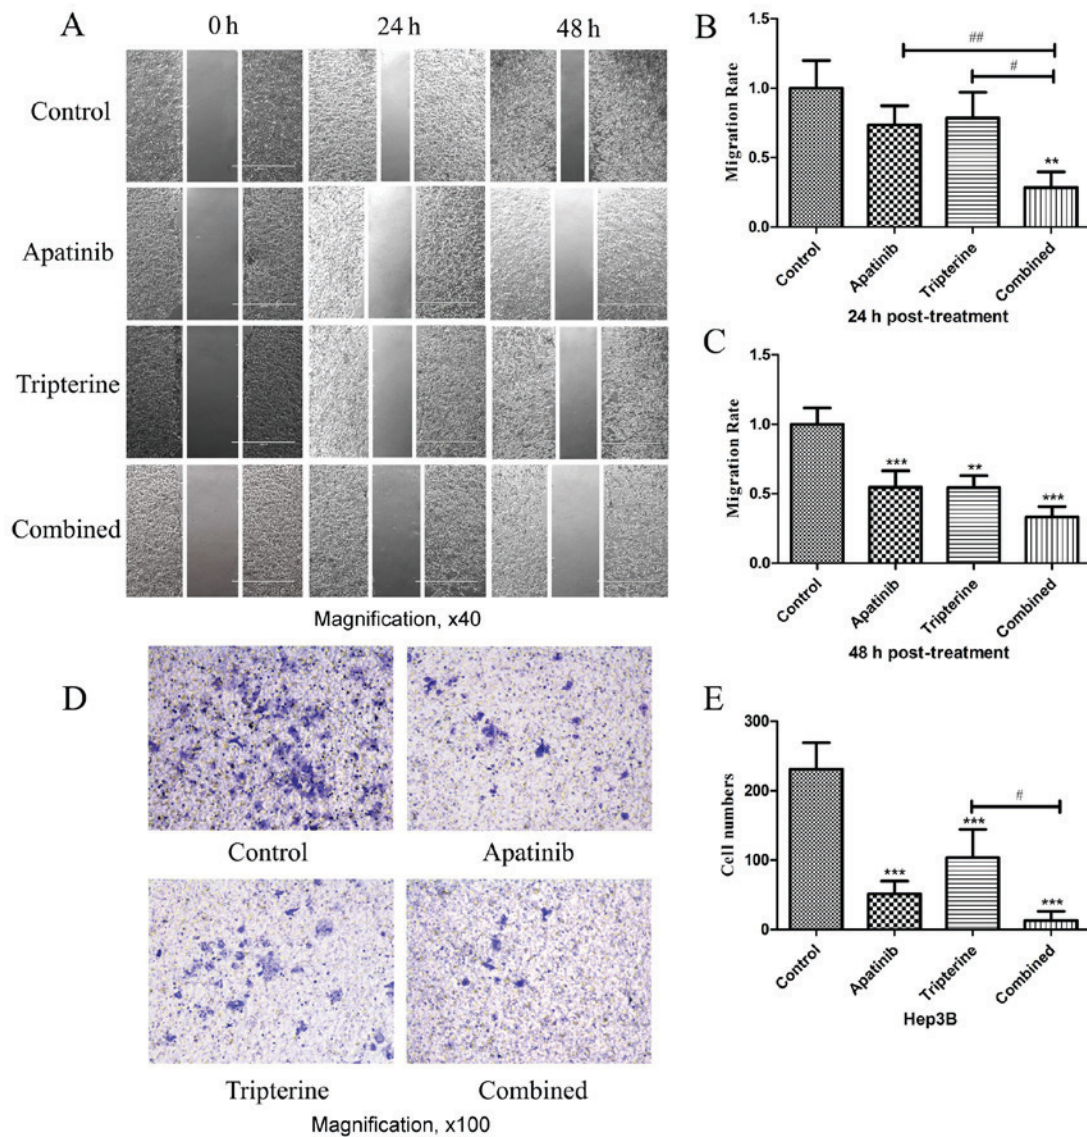 A
0 h
24 h
48 h
Control
Apatinib
Tripterine
Combined
Magnification, x40
B
Migration Rate
1.5
1.0
0.5
0.0
##
#
**
Control
Apatinib
Tripterine
Combined
24 h post-treatment
C
Migration Rate
1.5
1.0
0.5
0.0
***
**
***
Control
Apatinib
Tripterine
Combined
48 h post-treatment
D
Control
Apatinib
Tripterine
Combined
Magnification, x100
E
Cell numbers
300
200
100
0
***
***
#
***
Control
Apatinib
Tripterine
Combined
Hep3B